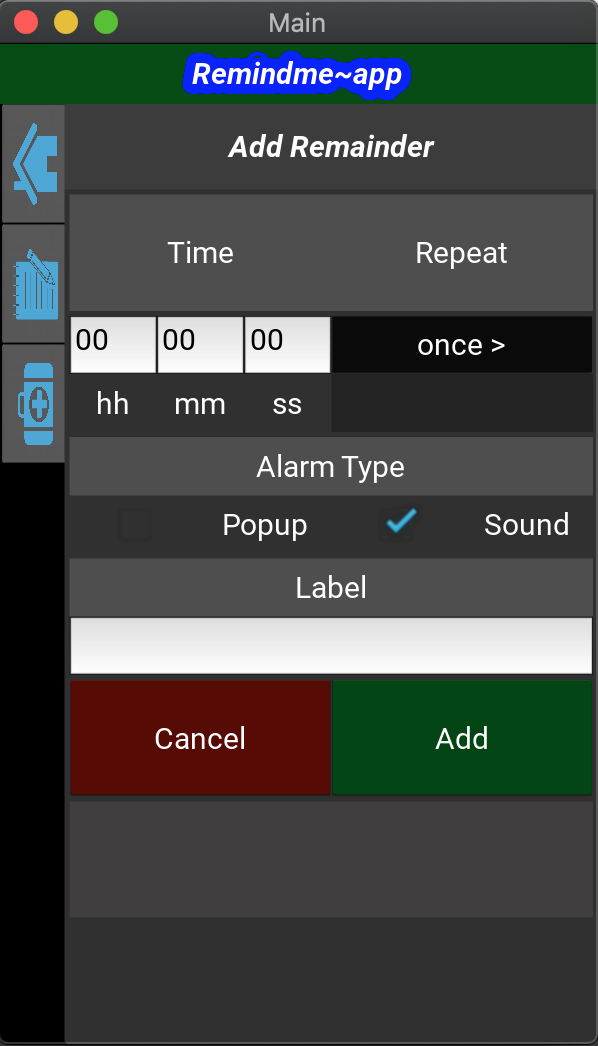 Main
Remindme~app
Add Remainder
Time Repeat
00 00 00 once >
hh mm ss
Alarm Type
Popup Sound
Label
Cancel Add